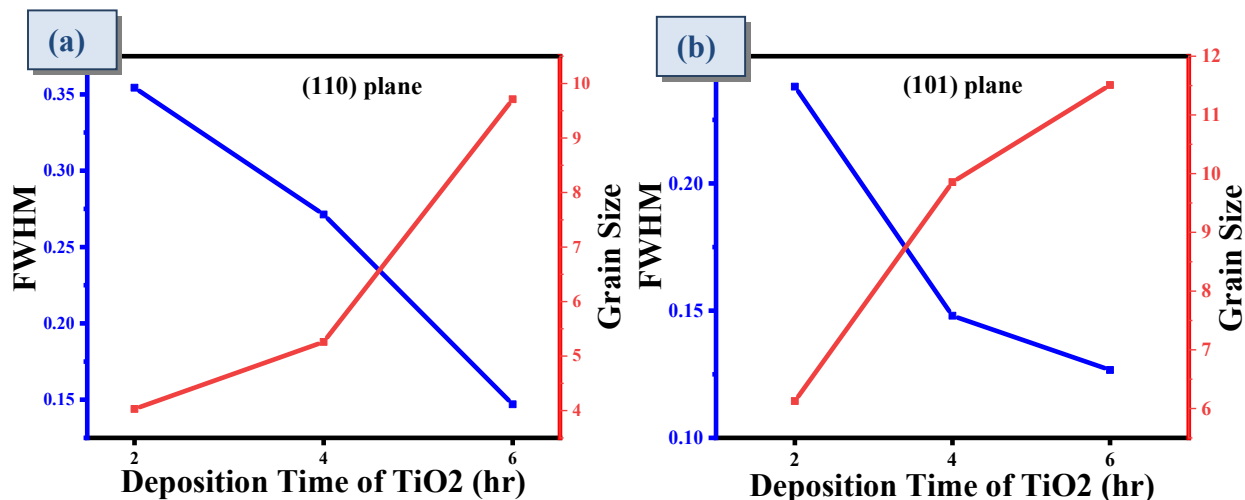 (a)
(110) plane
FWHM
0.35
0.30
0.25
0.20
0.15
10
9
8
7
6
5
4
Grain Size
2 4 6
Deposition Time of TiO2 (hr)
(b)
(101) plane
FWHM
0.20
0.15
0.10
12
11
10
9
8
7
6
Grain Size
2 4 6
Deposition Time of TiO2 (hr)